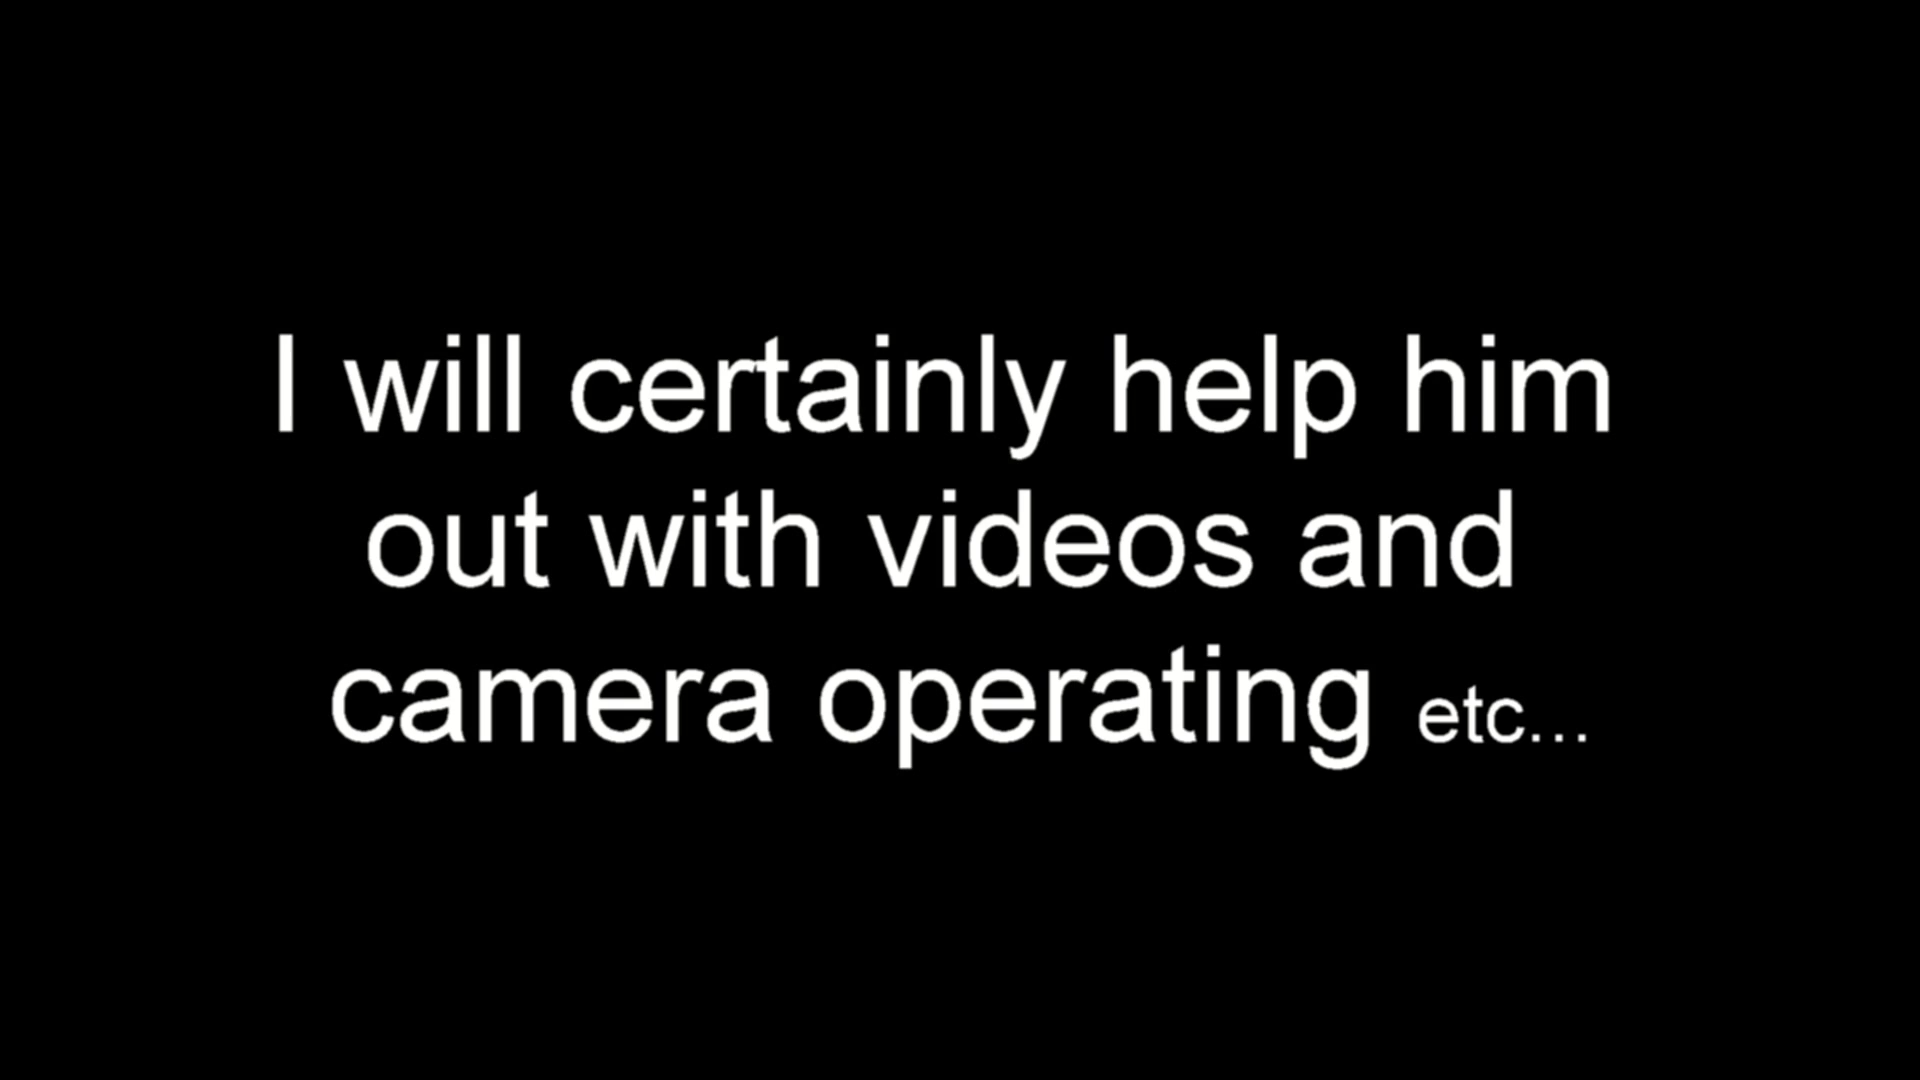 I will certainly help him
out with videos and
camera operating etc...